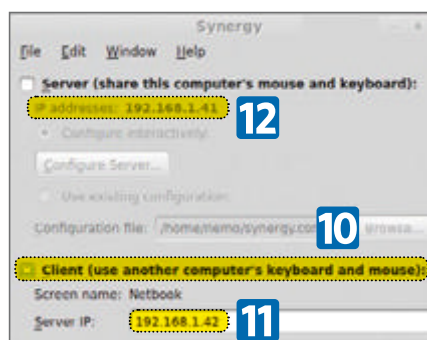 Synergy
File Edit Window Help
Server (share this computer's mouse and keyboard):
IP addresses: 192.168.1.41
12
Configure interactively:
Configure Server...
Use existing configuration:
Configuration file: /home/nemo/synergy.co
10
Client (use another computer's keyboard and mouse):
Screen name: Netbook
Server IP: 192.168.1.42
11